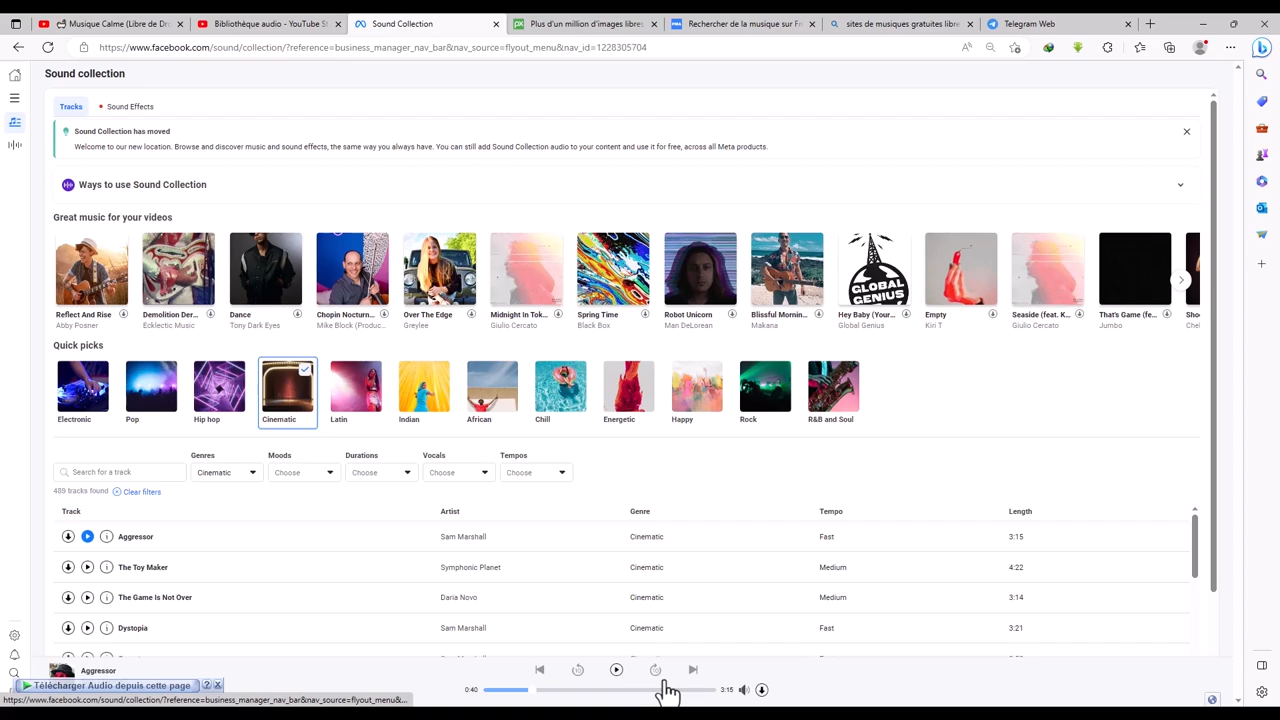 Musique Calme (Libre de Dro
Bibliothèque audio - YouTube St
Sound Collection
Plus d'un million d'images libres
Rechercher de la musique sur Fr
sites de musiques gratuites libre
Telegram Web
https://www.facebook.com/sound/collection/?reference=business_manager_nav_bar&nav_source=flyout_menu&nav_id=1228305704
Sound collection
Tracks
Sound Effects
Sound Collection has moved
Welcome to our new location. Browse and discover music and sound effects, the same way you always have. You can still add Sound Collection audio to your content and use it for free, across all Meta products.
Ways to use Sound Collection
Great music for your videos
GLOBAL GENIUS
Reflect And Rise Demolition Der... Dance Chopin Nocturn... Over The Edge Midnight In Tok... Spring Time Robot Unicorn Blissful Mornin... Hey Baby (Your... Empty Seaside (feat. K... That's Game (fe... Sho
Abby Posner Ecklectic Music Tony Dark Eyes Mike Block (Produc... Greylee Giulio Cercato Black Box Man DeLorean Makana Global Genius Kiri T Giulio Cercato Jumbo Chel
Quick picks
Electronic Pop Hip hop Cinematic Latin Indian African Chill Energetic Happy Rock R&B and Soul
Genres Moods Durations Vocals Tempos
Search for a track Cinematic Choose Choose Choose Choose
489 tracks found Clear filters
Track Artist Genre Tempo Length
Aggressor Sam Marshall Cinematic Fast 3:15
The Toy Maker Symphonic Planet Cinematic Medium 4:22
The Game Is Not Over Daria Novo Cinematic Medium 3:14
Dystopia Sam Marshall Cinematic Fast 3:21
Aggressor
Télécharger Audio depuis cette page ? X
0:40 3:15
https://www.facebook.com/sound/collection/?reference=business_manager_nav_bar&nav_source=flyout_menu&...